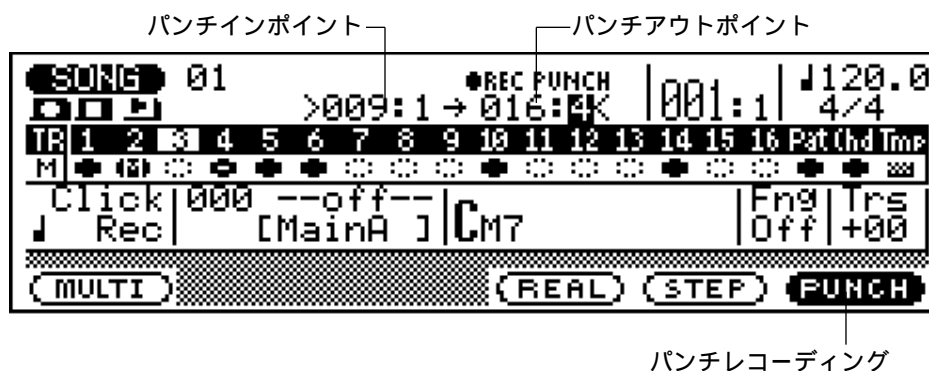 パンチインポイント パンチアウトポイント
SONG 01 ●REC PUNCH 001:1 ♩120.0
>009:1→016:4< 4/4
TR 1 2 3 4 5 6 7 8 9 10 11 12 13 14 15 16 Pat Chd Tmp
M
Click 000 --off-- CM7 Eng Trs
♩ Rec [MainA ] Off +00
MULTI REAL STEP PUNCH
パンチレコーディング